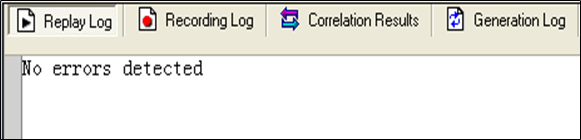 Replay Log Recording Log Correlation Results Generation Log
No errors detected